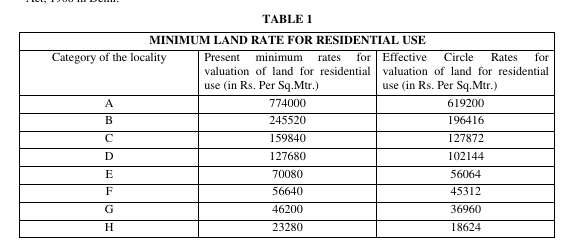 Act, 1908 in Delhi.
TABLE 1
MINIMUM LAND RATE FOR RESIDENTIAL USE
Category of the locality
Present minimum rates for
valuation of land for residential
use (in Rs. Per Sq.Mtr.)
Effective Circle Rates for
valuation of land for residential
use (in Rs. Per Sq.Mtr.)
A 774000 619200
B 245520 196416
C 159840 127872
D 127680 102144
E 70080 56064
F 56640 45312
G 46200 36960
H 23280 18624